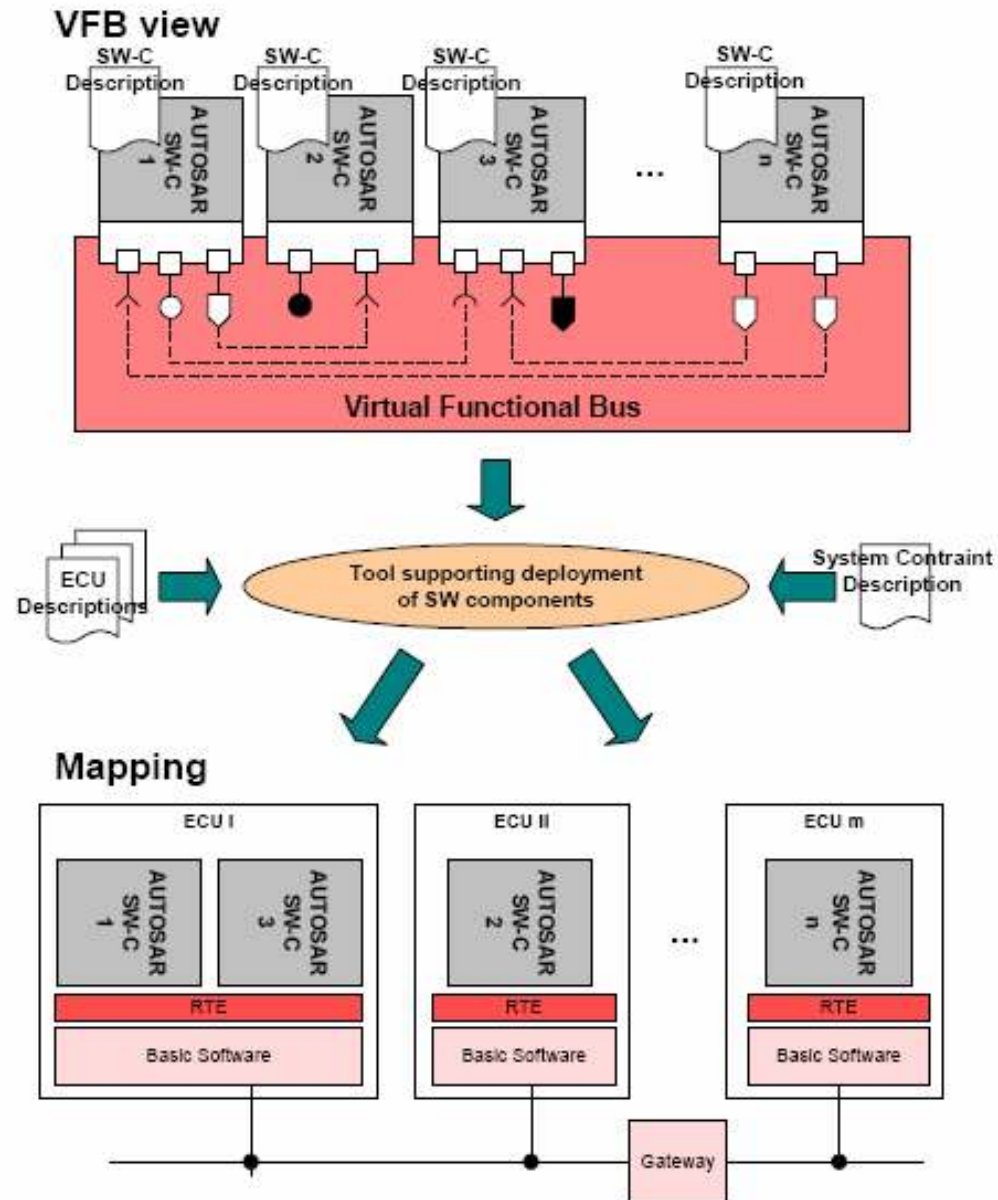 VFB view
SW-C
Description
SW-C
Description
SW-C
Description
SW-C
Description
AUTOSAR
SW-C
1
AUTOSAR
SW-C
2
AUTOSAR
SW-C
3
...
AUTOSAR
SW-C
n
Virtual Functional Bus
ECU
Descriptions
Tool supporting deployment
of SW components
System Contraint
Description
Mapping
ECU I
ECU II
ECU m
AUTOSAR
SW-C
1
AUTOSAR
SW-C
3
AUTOSAR
SW-C
2
...
AUTOSAR
SW-C
n
RTE
RTE
RTE
Basic Software
Basic Software
Basic Software
Gateway